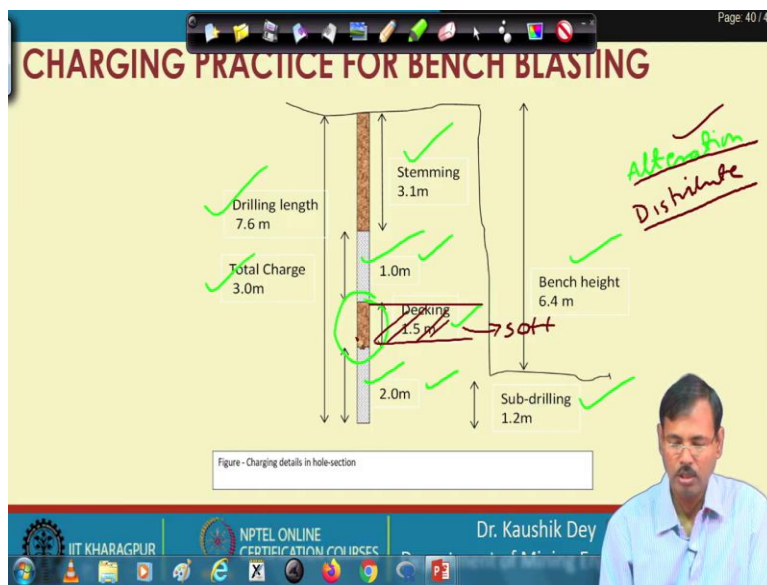 Page: 40/4
CHARGING PRACTICE FOR BENCH BLASTING
Alteration
Distribute
Stemming
3.1m
Drilling length
7.6 m
Total Charge
3.0m
1.0m
Bench height
6.4 m
Decking
1.5 m
soft
2.0m
Sub-drilling
1.2m
Figure - Charging details in hole-section
IIT KHARAGPUR
NPTEL ONLINE
CERTIFICATION COURSES
Dr. Kaushik Dey